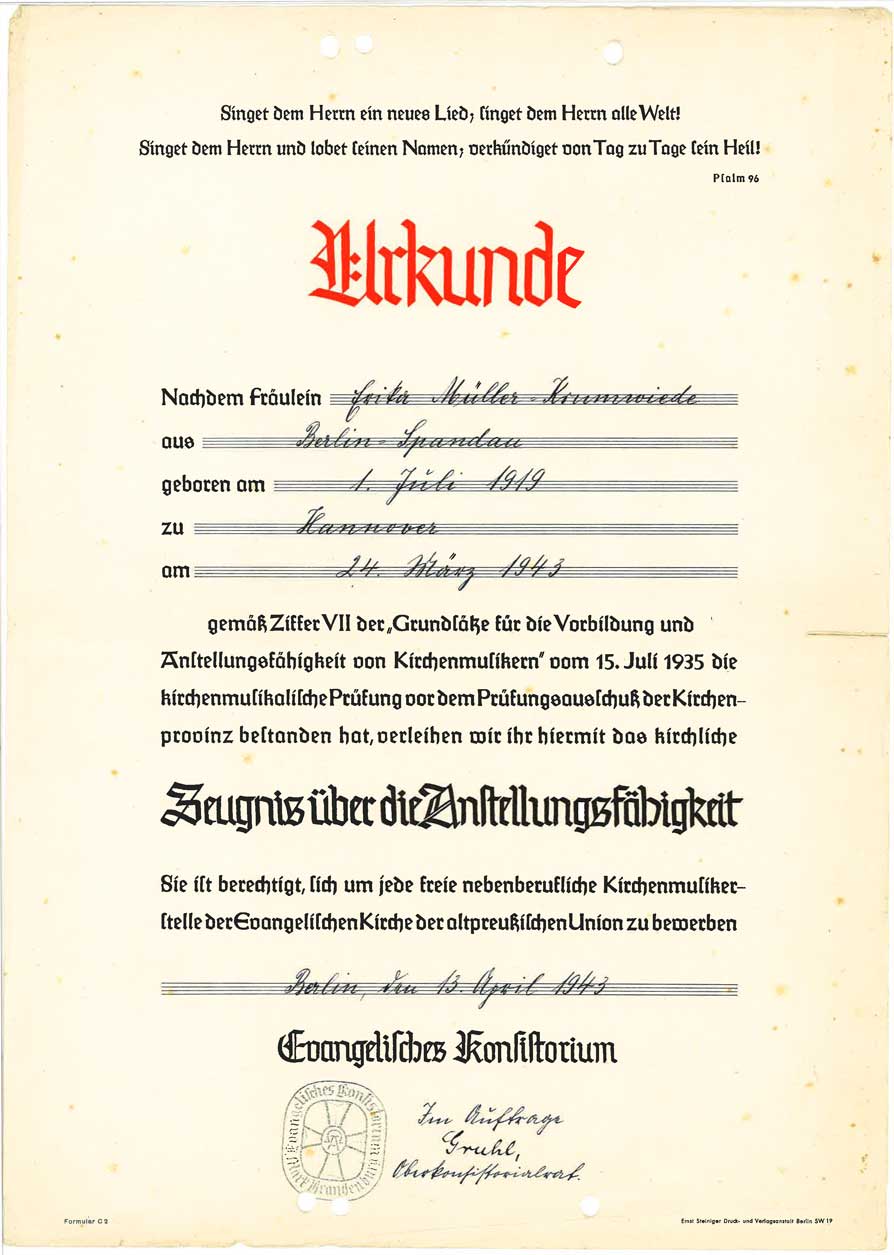 Singet dem Herrn ein neues Lied; singet dem Herrn alle Welt!
Singet dem Herrn und lobet seinen Namen; verkündiget von Tag zu Tage sein Heil!
Psalm 96
Urkunde
Nachdem Fräulein Erika Müller-Krumwiede
aus Berlin-Spandau
geboren am 1. Juli 1919
zu Hannover
am 24. März 1943
gemäß Ziffer VII der „Grundsätze für die Vorbildung und
Anstellungsfähigkeit von Kirchenmusikern" vom 15. Juli 1935 die
kirchenmusikalische Prüfung vor dem Prüfungsausschuß der Kirchen-
provinz bestanden hat, verleihen wir ihr hiermit das kirchliche
Zeugnis über die Anstellungsfähigkeit
Sie ist berechtigt, sich um jede freie nebenberufliche Kirchenmusiker-
stelle der Evangelischen Kirche der altpreußischen Union zu bewerben
Berlin, den 13. April 1943
Evangelisches Konsistorium
Evangelisches Konsistorium
Mark Brandenburg
Im Auftrage
Gruhl,
Oberkonsistorialrat.
Formular C 2
Ernst Steiniger Druck- und Verlagsanstalt Berlin SW 19